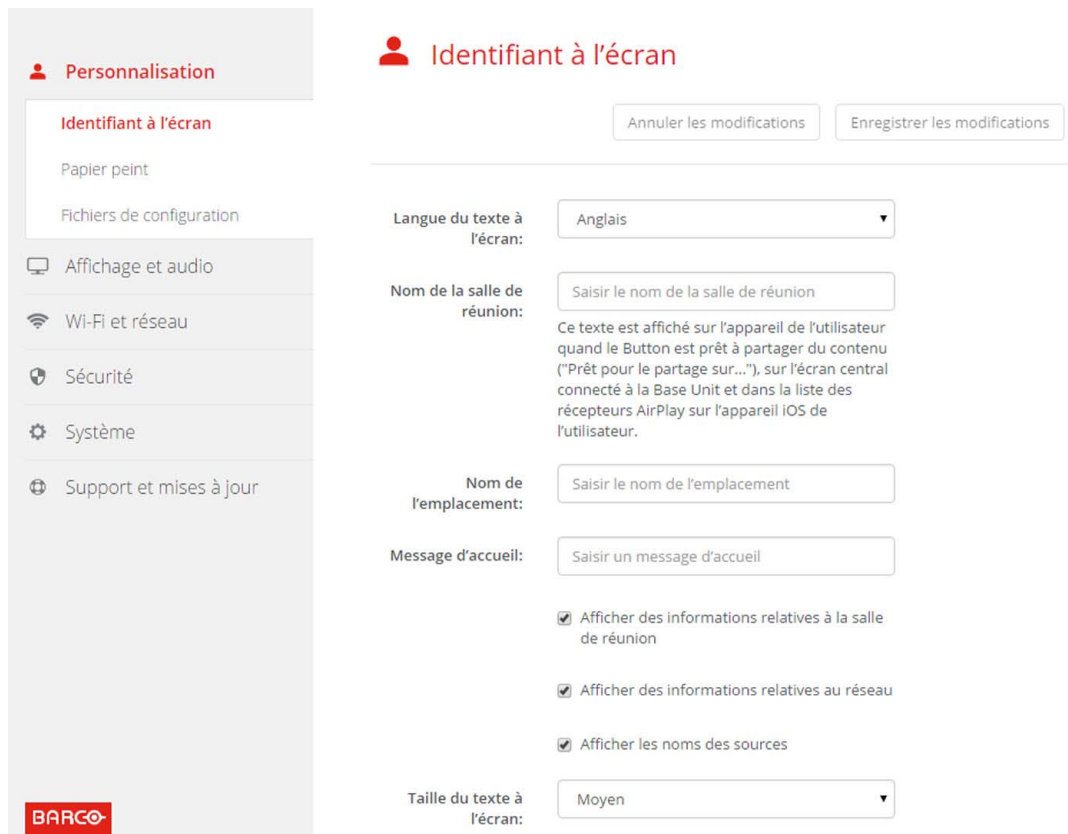 Personnalisation
Identifiant à l’écran
Papier peint
Fichiers de configuration
Affichage et audio
Wi-Fi et réseau
Sécurité
Système
Support et mises à jour
BARCO
Identifiant à l’écran
Annuler les modifications
Enregistrer les modifications
Langue du texte à
l’écran:
Anglais
Nom de la salle de
réunion:
Saisir le nom de la salle de réunion
Ce texte est affiché sur l’appareil de l’utilisateur
quand le Button est prêt à partager du contenu
("Prêt pour le partage sur..."), sur l’écran central
connecté à la Base Unit et dans la liste des
récepteurs AirPlay sur l’appareil iOS de
l’utilisateur.
Nom de
l’emplacement:
Saisir le nom de l’emplacement
Message d’accueil:
Saisir un message d’accueil
Afficher des informations relatives à la salle
de réunion
Afficher des informations relatives au réseau
Afficher les noms des sources
Taille du texte à
l’écran:
Moyen